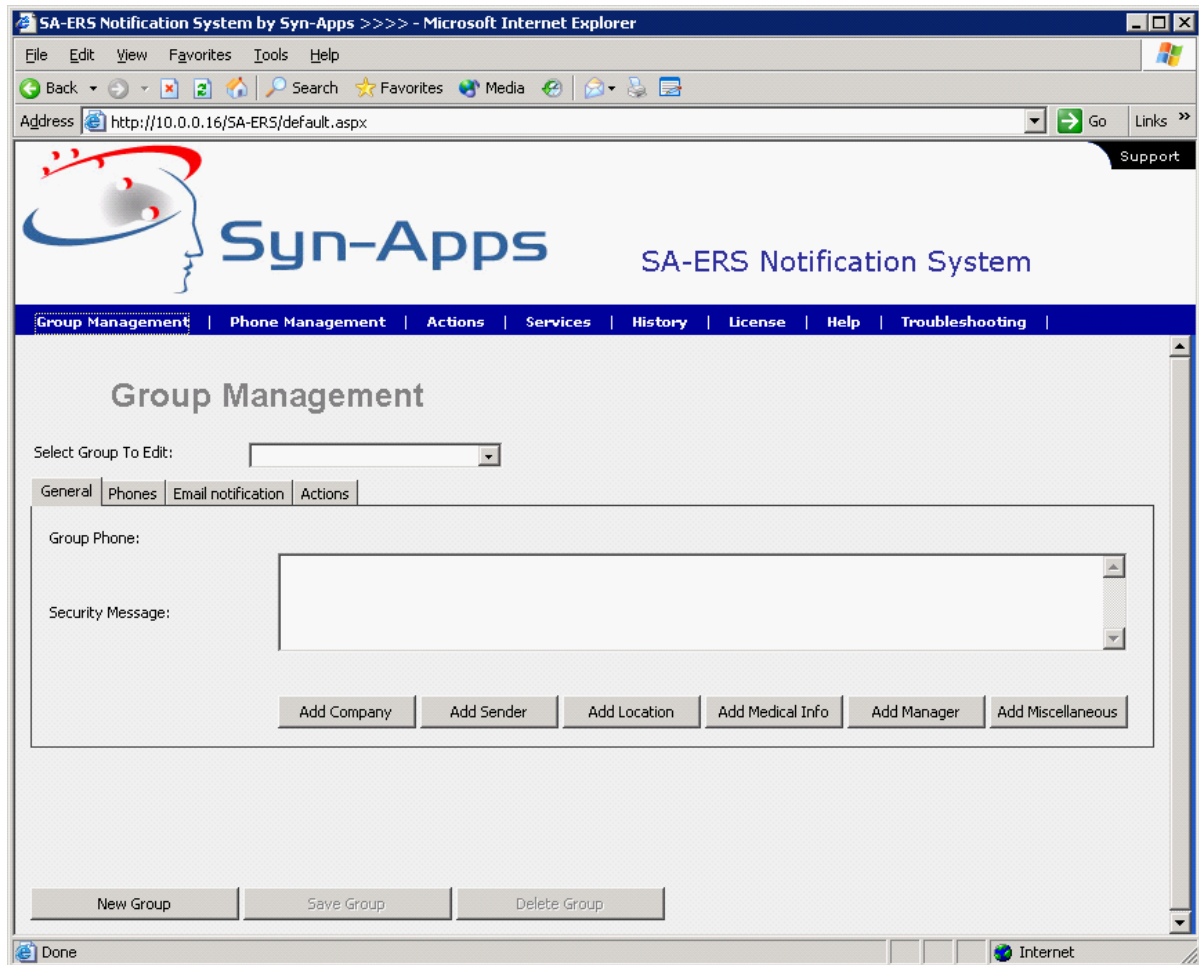 SA-ERS Notification System by Syn-Apps >>>> - Microsoft Internet Explorer
File Edit View Favorites Tools Help
Back Search Favorites Media
Address http://10.0.0.16/SA-ERS/default.aspx Go Links »
Support
Syn-Apps
SA-ERS Notification System
Group Management | Phone Management | Actions | Services | History | License | Help | Troubleshooting |
Group Management
Select Group To Edit:
General Phones Email notification Actions
Group Phone:
Security Message:
Add Company Add Sender Add Location Add Medical Info Add Manager Add Miscellaneous
New Group Save Group Delete Group
Done Internet